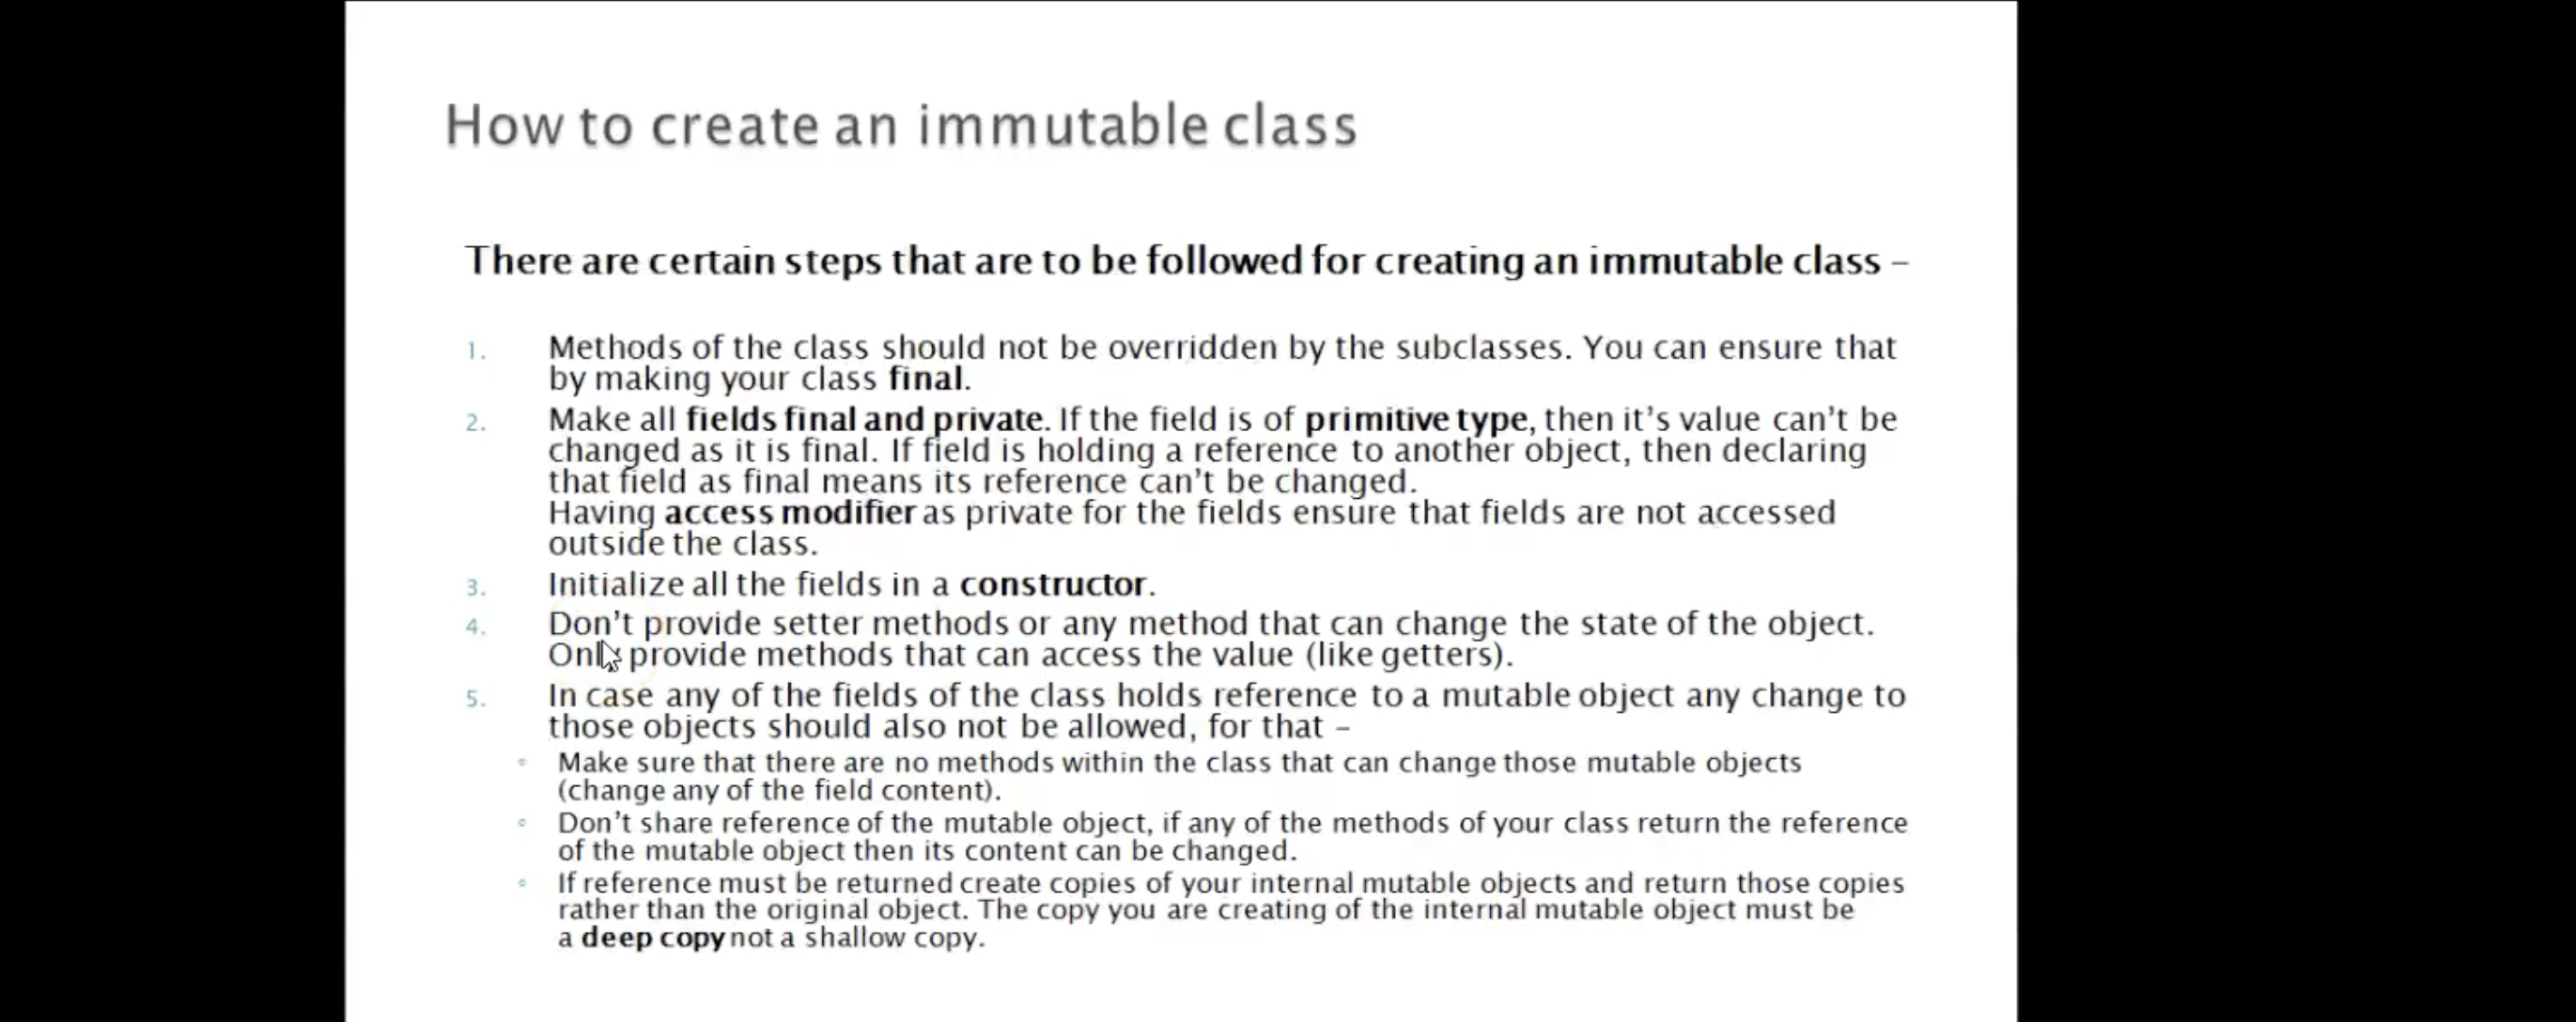 How to create an immutable class
There are certain steps that are to be followed for creating an immutable class –
1. Methods of the class should not be overridden by the subclasses. You can ensure that
by making your class final.
2. Make all fields final and private. If the field is of primitive type, then it's value can't be
changed as it is final. If field is holding a reference to another object, then declaring
that field as final means its reference can't be changed.
Having access modifier as private for the fields ensure that fields are not accessed
outside the class.
3. Initialize all the fields in a constructor.
4. Don't provide setter methods or any method that can change the state of the object.
Only provide methods that can access the value (like getters).
5. In case any of the fields of the class holds reference to a mutable object any change to
those objects should also not be allowed, for that –
Make sure that there are no methods within the class that can change those mutable objects
(change any of the field content).
Don't share reference of the mutable object, if any of the methods of your class return the reference
of the mutable object then its content can be changed.
If reference must be returned create copies of your internal mutable objects and return those copies
rather than the original object. The copy you are creating of the internal mutable object must be
a deep copy not a shallow copy.